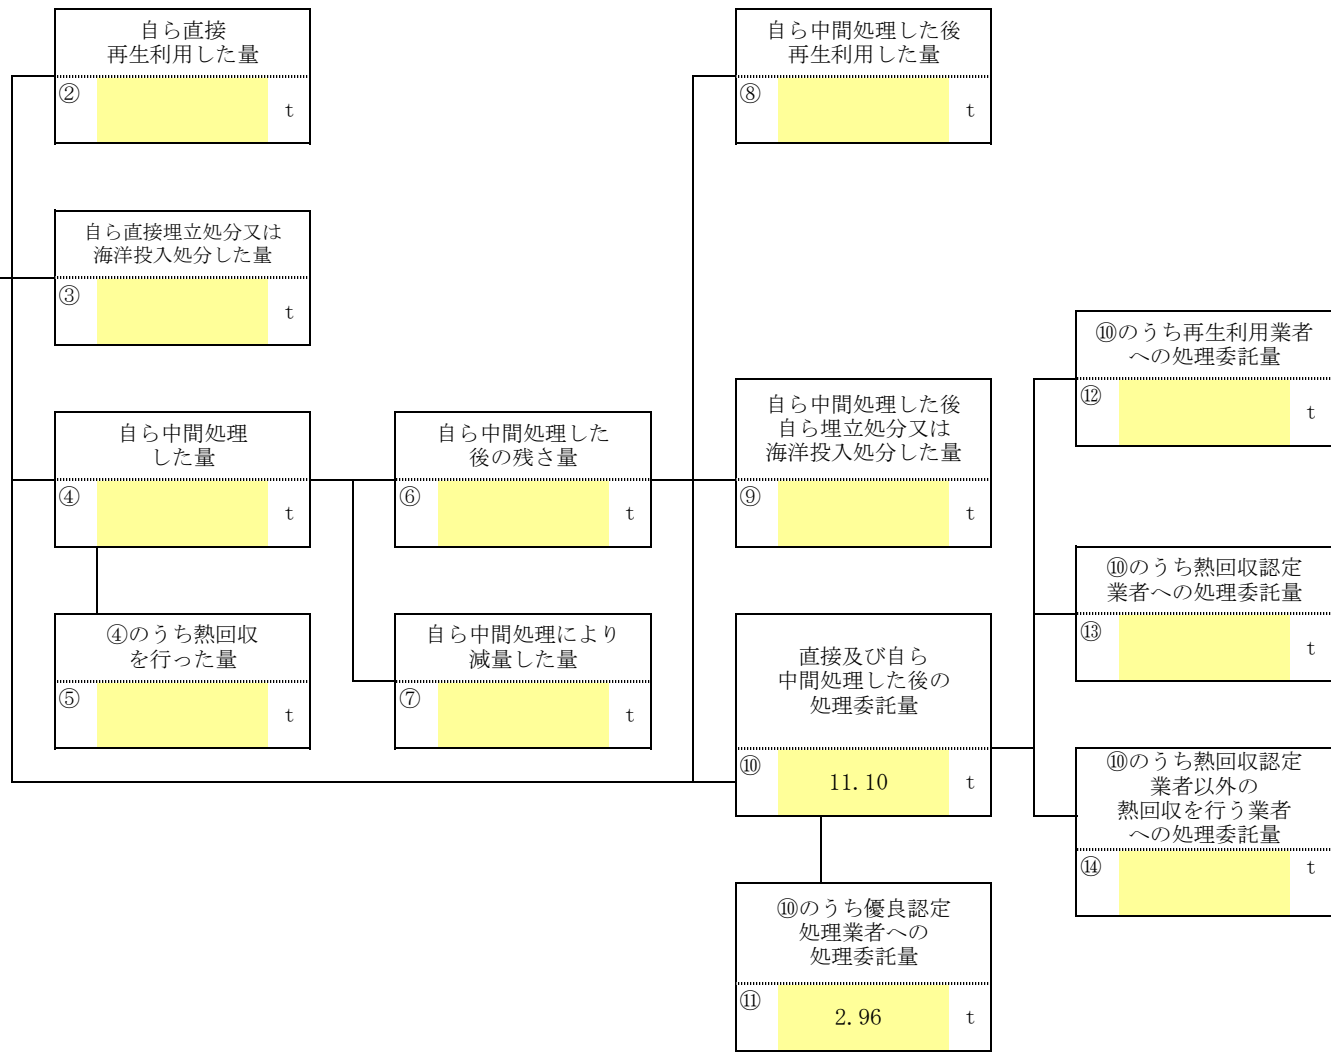 自ら直接
再生利用した量
②
t
自ら中間処理した後
再生利用した量
⑧
t
自ら直接埋立処分又は
海洋投入処分した量
③
t
⑩のうち再生利用業者
への処理委託量
⑫
t
自ら中間処理
した量
④
t
自ら中間処理した
後の残さ量
⑥
t
自ら中間処理した後
自ら埋立処分又は
海洋投入処分した量
⑨
t
⑩のうち熱回収認定
業者への処理委託量
⑬
t
④のうち熱回収
を行った量
⑤
t
自ら中間処理により
減量した量
⑦
t
直接及び自ら
中間処理した後の
処理委託量
⑩
11.10
t
⑩のうち熱回収認定
業者以外の
熱回収を行う業者
への処理委託量
⑭
t
⑩のうち優良認定
処理業者への
処理委託量
⑪
2.96
t